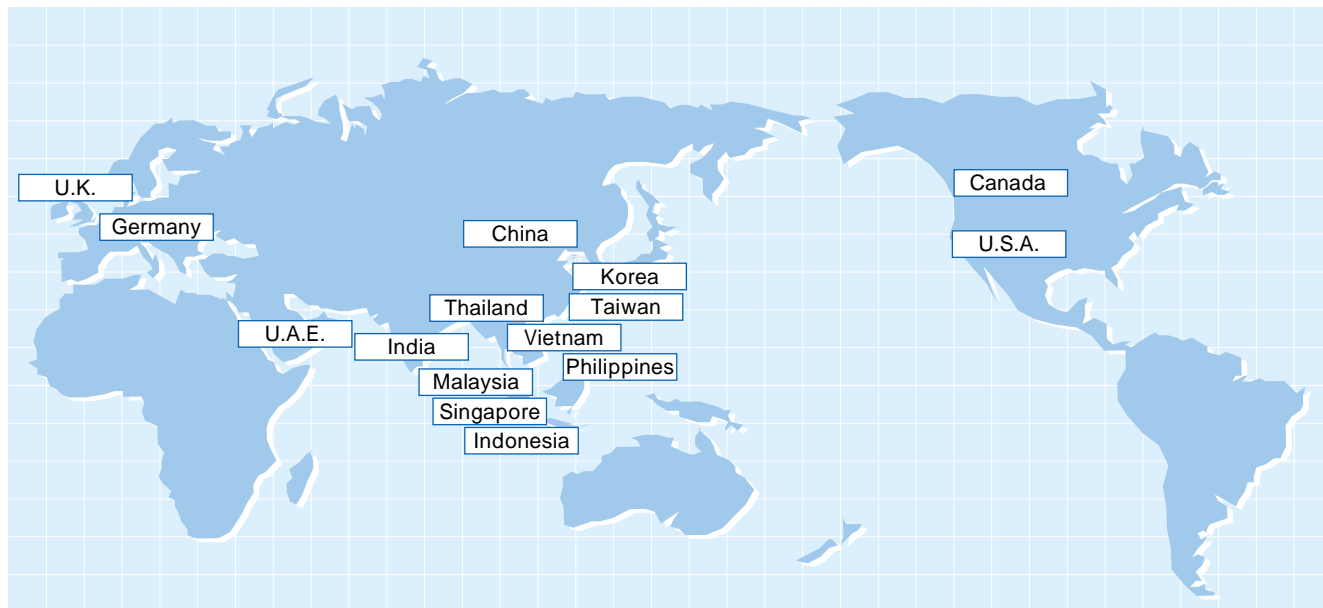 Canada
U.K.
Germany
China
U.S.A.
Korea
Thailand
Taiwan
U.A.E.
India
Vietnam
Philippines
Malaysia
Singapore
Indonesia